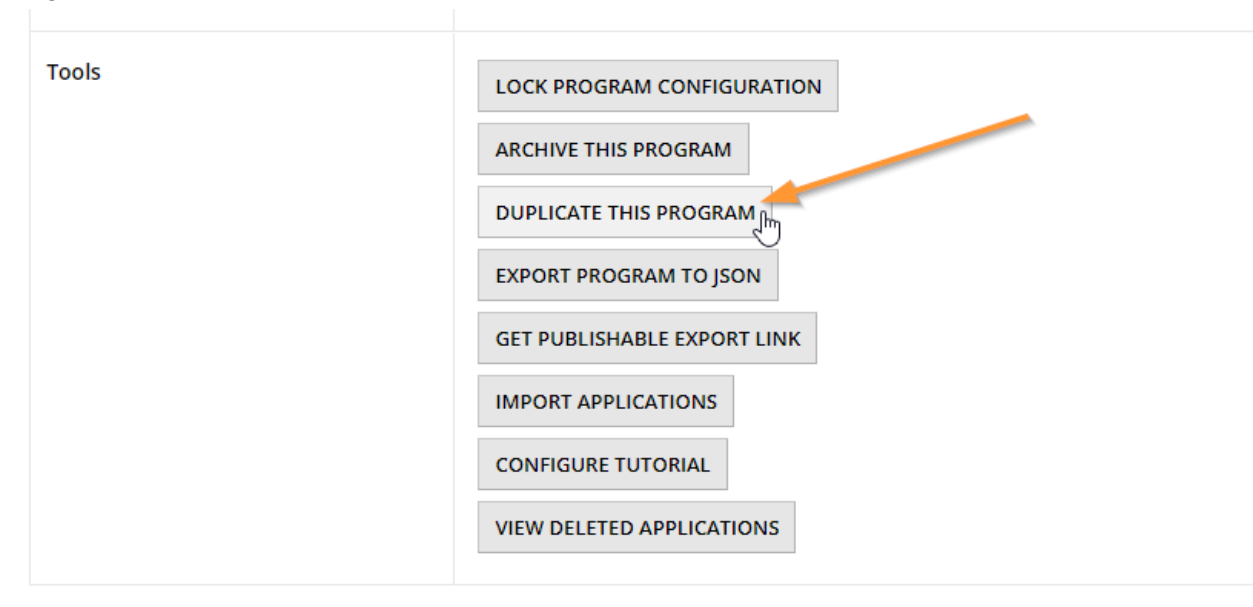 Tools
LOCK PROGRAM CONFIGURATION
ARCHIVE THIS PROGRAM
DUPLICATE THIS PROGRAM
EXPORT PROGRAM TO JSON
GET PUBLISHABLE EXPORT LINK
IMPORT APPLICATIONS
CONFIGURE TUTORIAL
VIEW DELETED APPLICATIONS